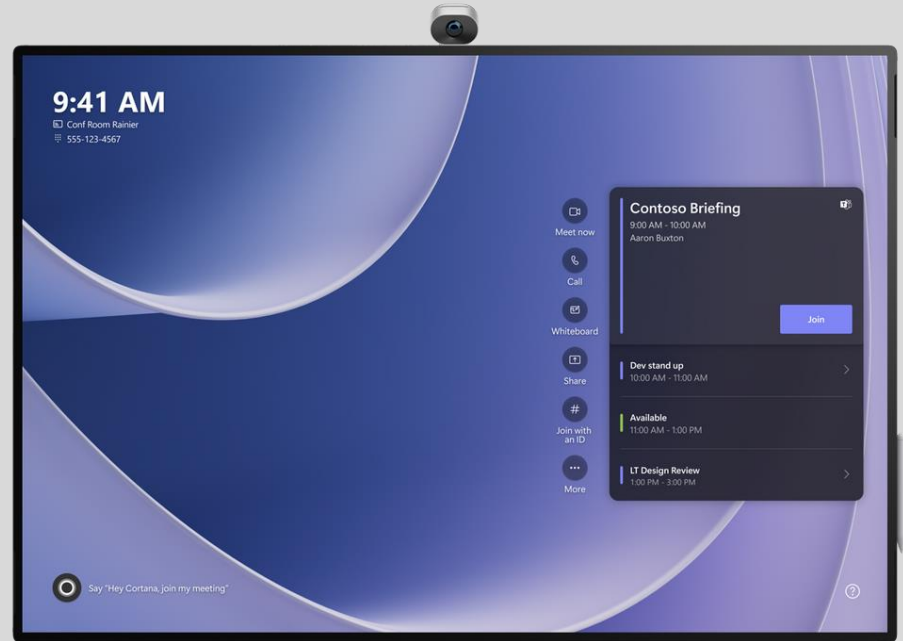 9:41 AM
Conf Room Rainier
555-123-4567
Meet now
Call
Whiteboard
Share
Join with
an ID
More
Contoso Briefing
9:00 AM - 10:00 AM
Aaron Buxton
Join
Dev stand up
10:00 AM - 11:00 AM
Available
11:00 AM - 1:00 PM
LT Design Review
1:00 PM - 3:00 PM
Say "Hey Cortana, join my meeting"